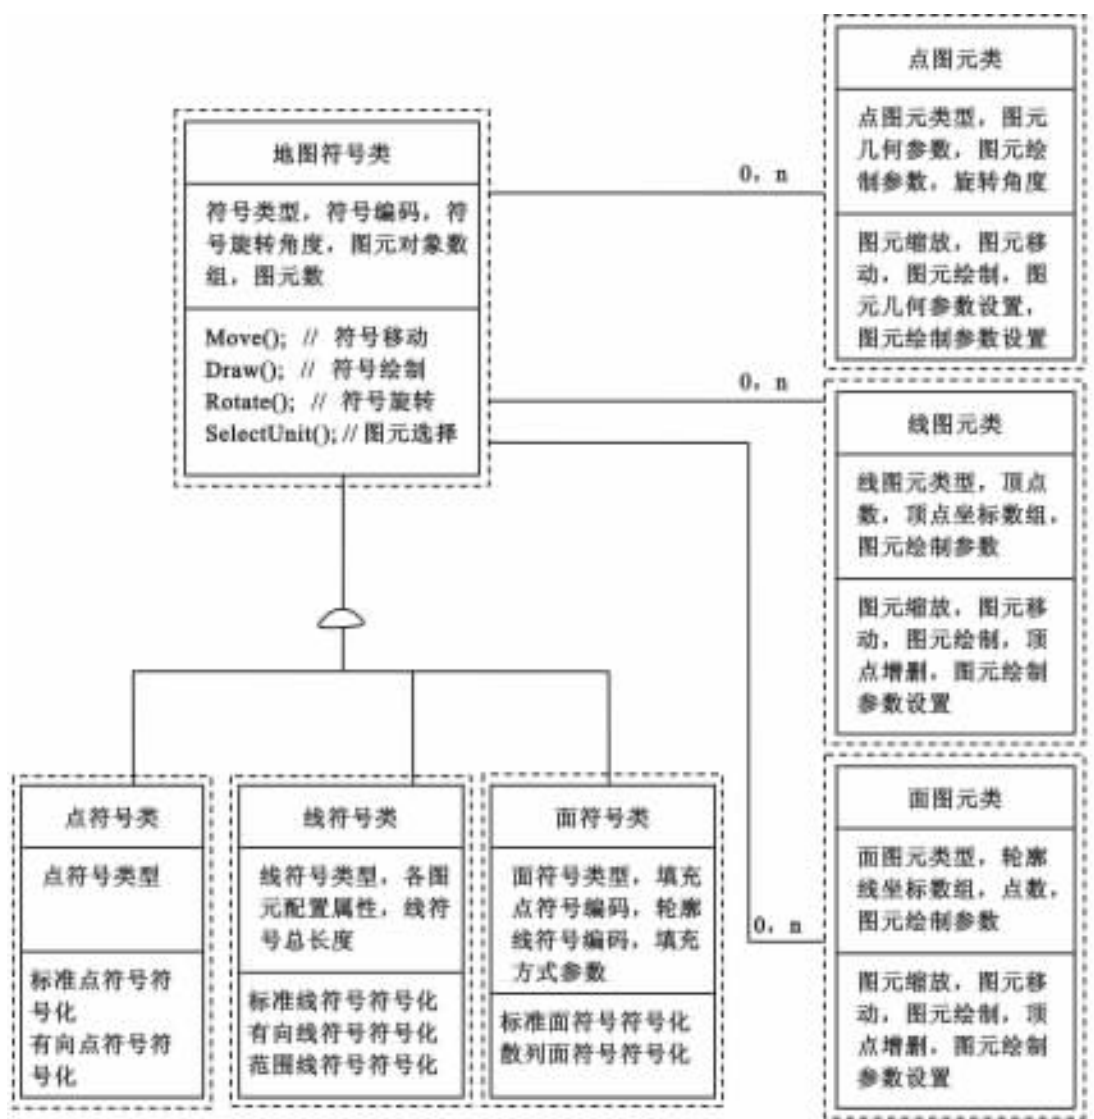 点图元类
点图元类型，图元
几何参数，图元绘
制参数，旋转角度
图元缩放，图元移
动，图元绘制，图
元几何参数设置，
图元绘制参数设置
地图符号类
符号类型，符号编码，符
号旋转角度，图元对象数
组，图元数
Move(); // 符号移动
Draw(); // 符号绘制
Rotate(); // 符号旋转
SelectUnit(); // 图元选择
0，n
0，n
0，n
线图元类
线图元类型，顶点
数，顶点坐标数组，
图元绘制参数
图元缩放，图元移
动，图元绘制，顶
点增删，图元绘制
参数设置
点符号类
点符号类型
标准点符号符
号化
有向点符号符
号化
线符号类
线符号类型，各图
元配置属性，线符
号总长度
标准线符号符号化
有向线符号符号化
范围线符号符号化
面符号类
面符号类型，填充
点符号编码，轮廓
线符号编码，填充
方式参数
标准面符号符号化
散列面符号符号化
面图元类
面图元类型，轮廓
线坐标数组，点数，
图元绘制参数
图元缩放，图元移
动，图元绘制，顶
点增删，图元绘制
参数设置